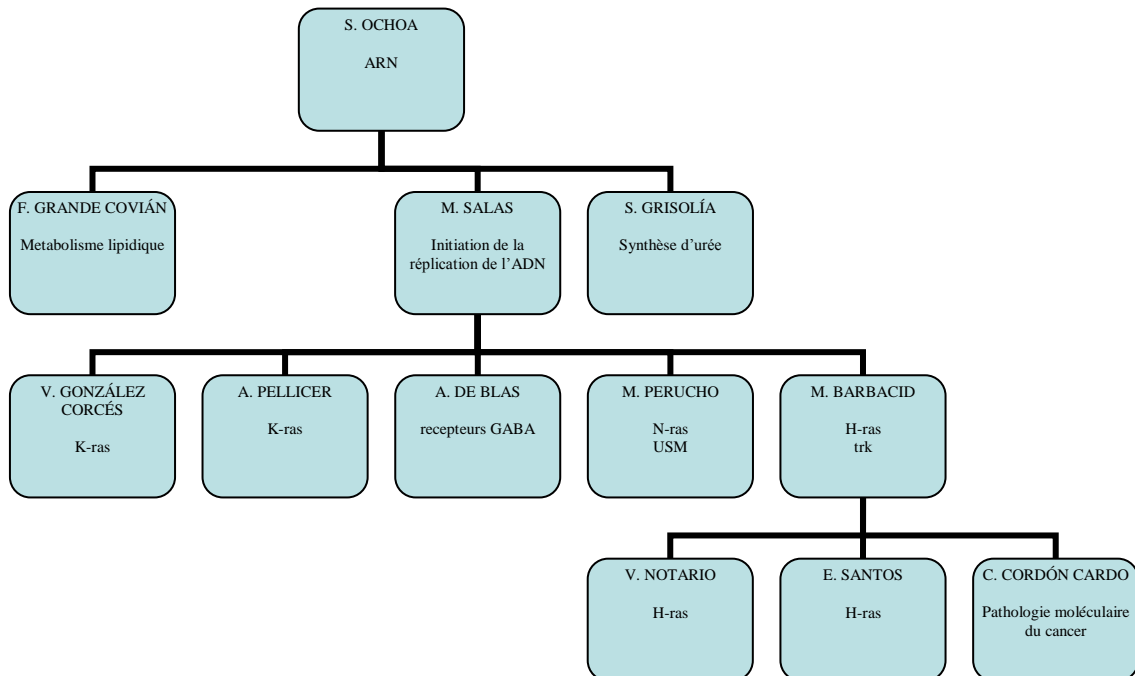 S. OCHOA
ARN
F. GRANDE COVIÁN
Metabolisme lipidique
M. SALAS
Initiation de la
réplication de l'ADN
S. GRISOLÍA
Synthèse d'urée
V. GONZÁLEZ
CORCÉS
K-ras
A. PELLICER
K-ras
A. DE BLAS
recepteurs GABA
M. PERUCHO
N-ras
USM
M. BARBACID
H-ras
trk
V. NOTARIO
H-ras
E. SANTOS
H-ras
C. CORDÓN CARDO
Pathologie moléculaire
du cancer